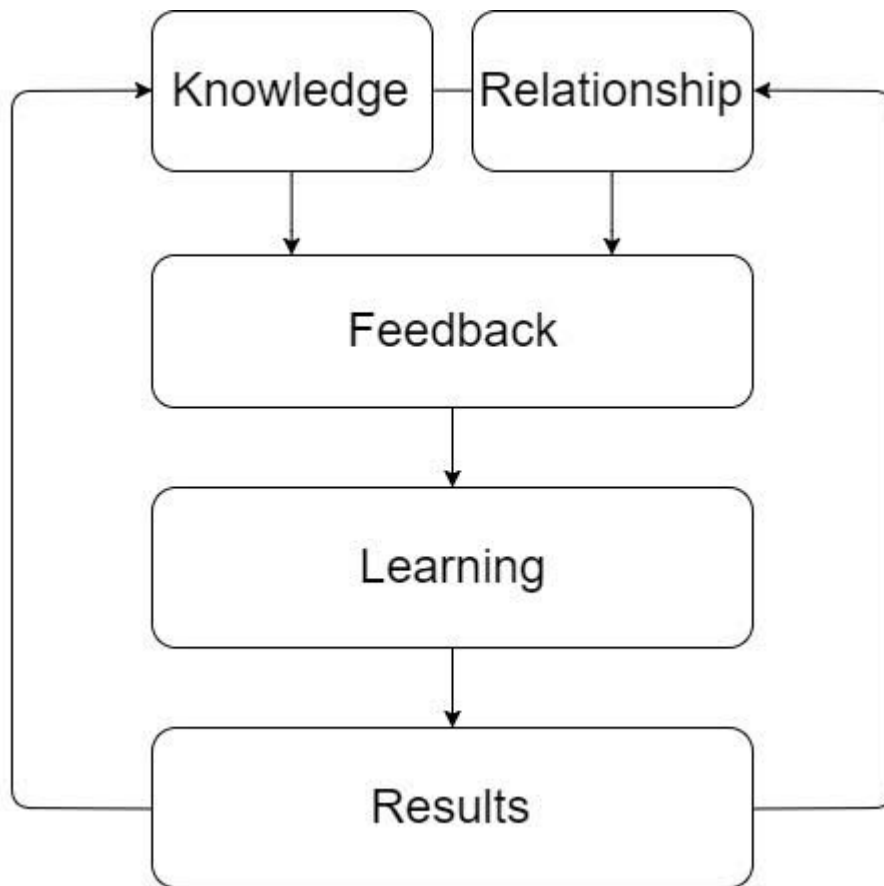 Knowledge
Relationship
Feedback
Learning
Results